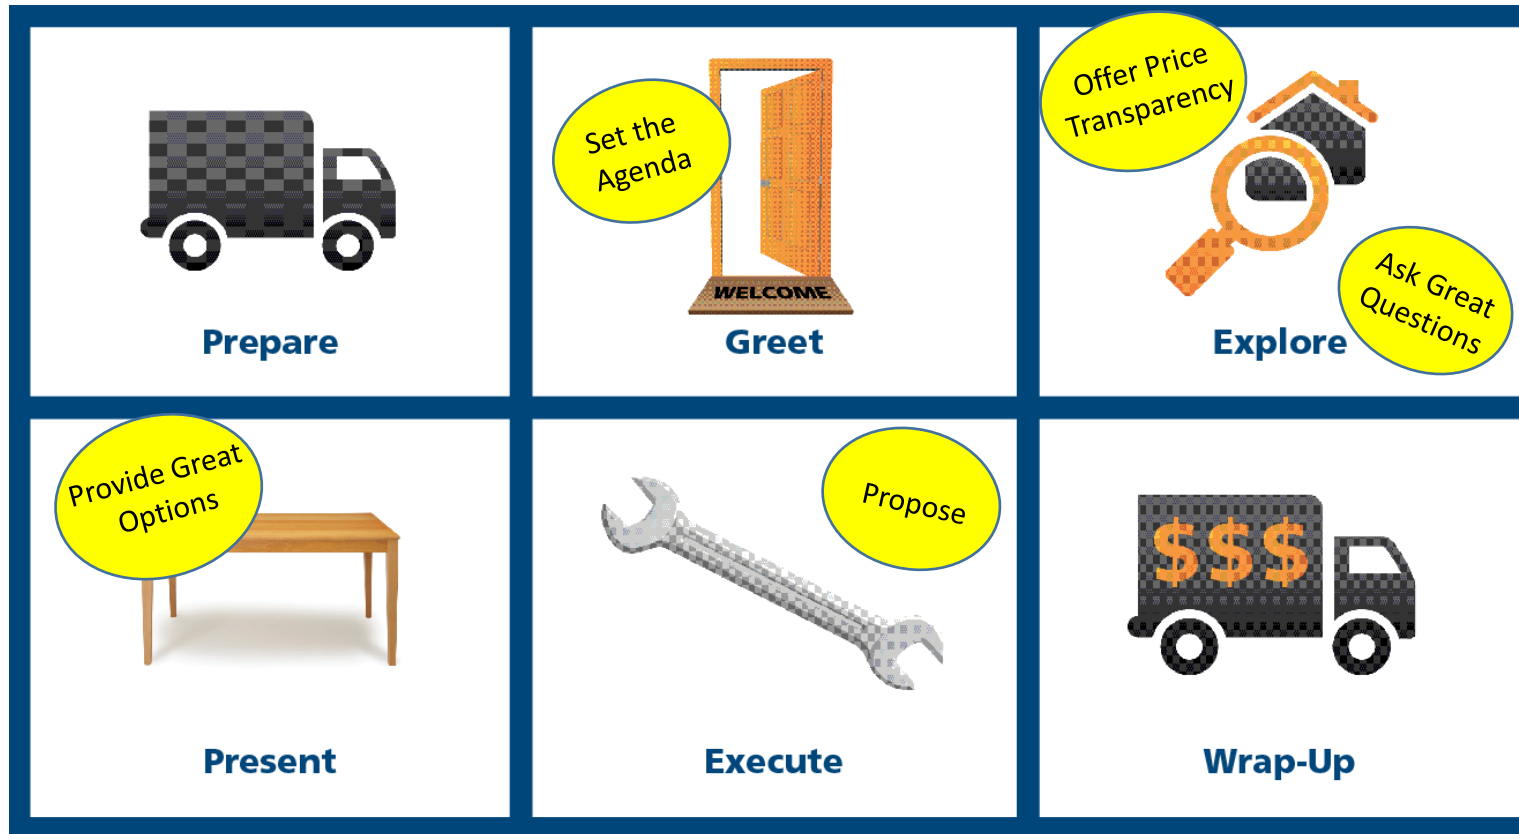 Prepare
Set the
Agenda
WELCOME
Greet
Offer Price
Transparency
Ask Great
Questions
Explore
Provide Great
Options
Present
Propose
Execute
$$$
Wrap-Up